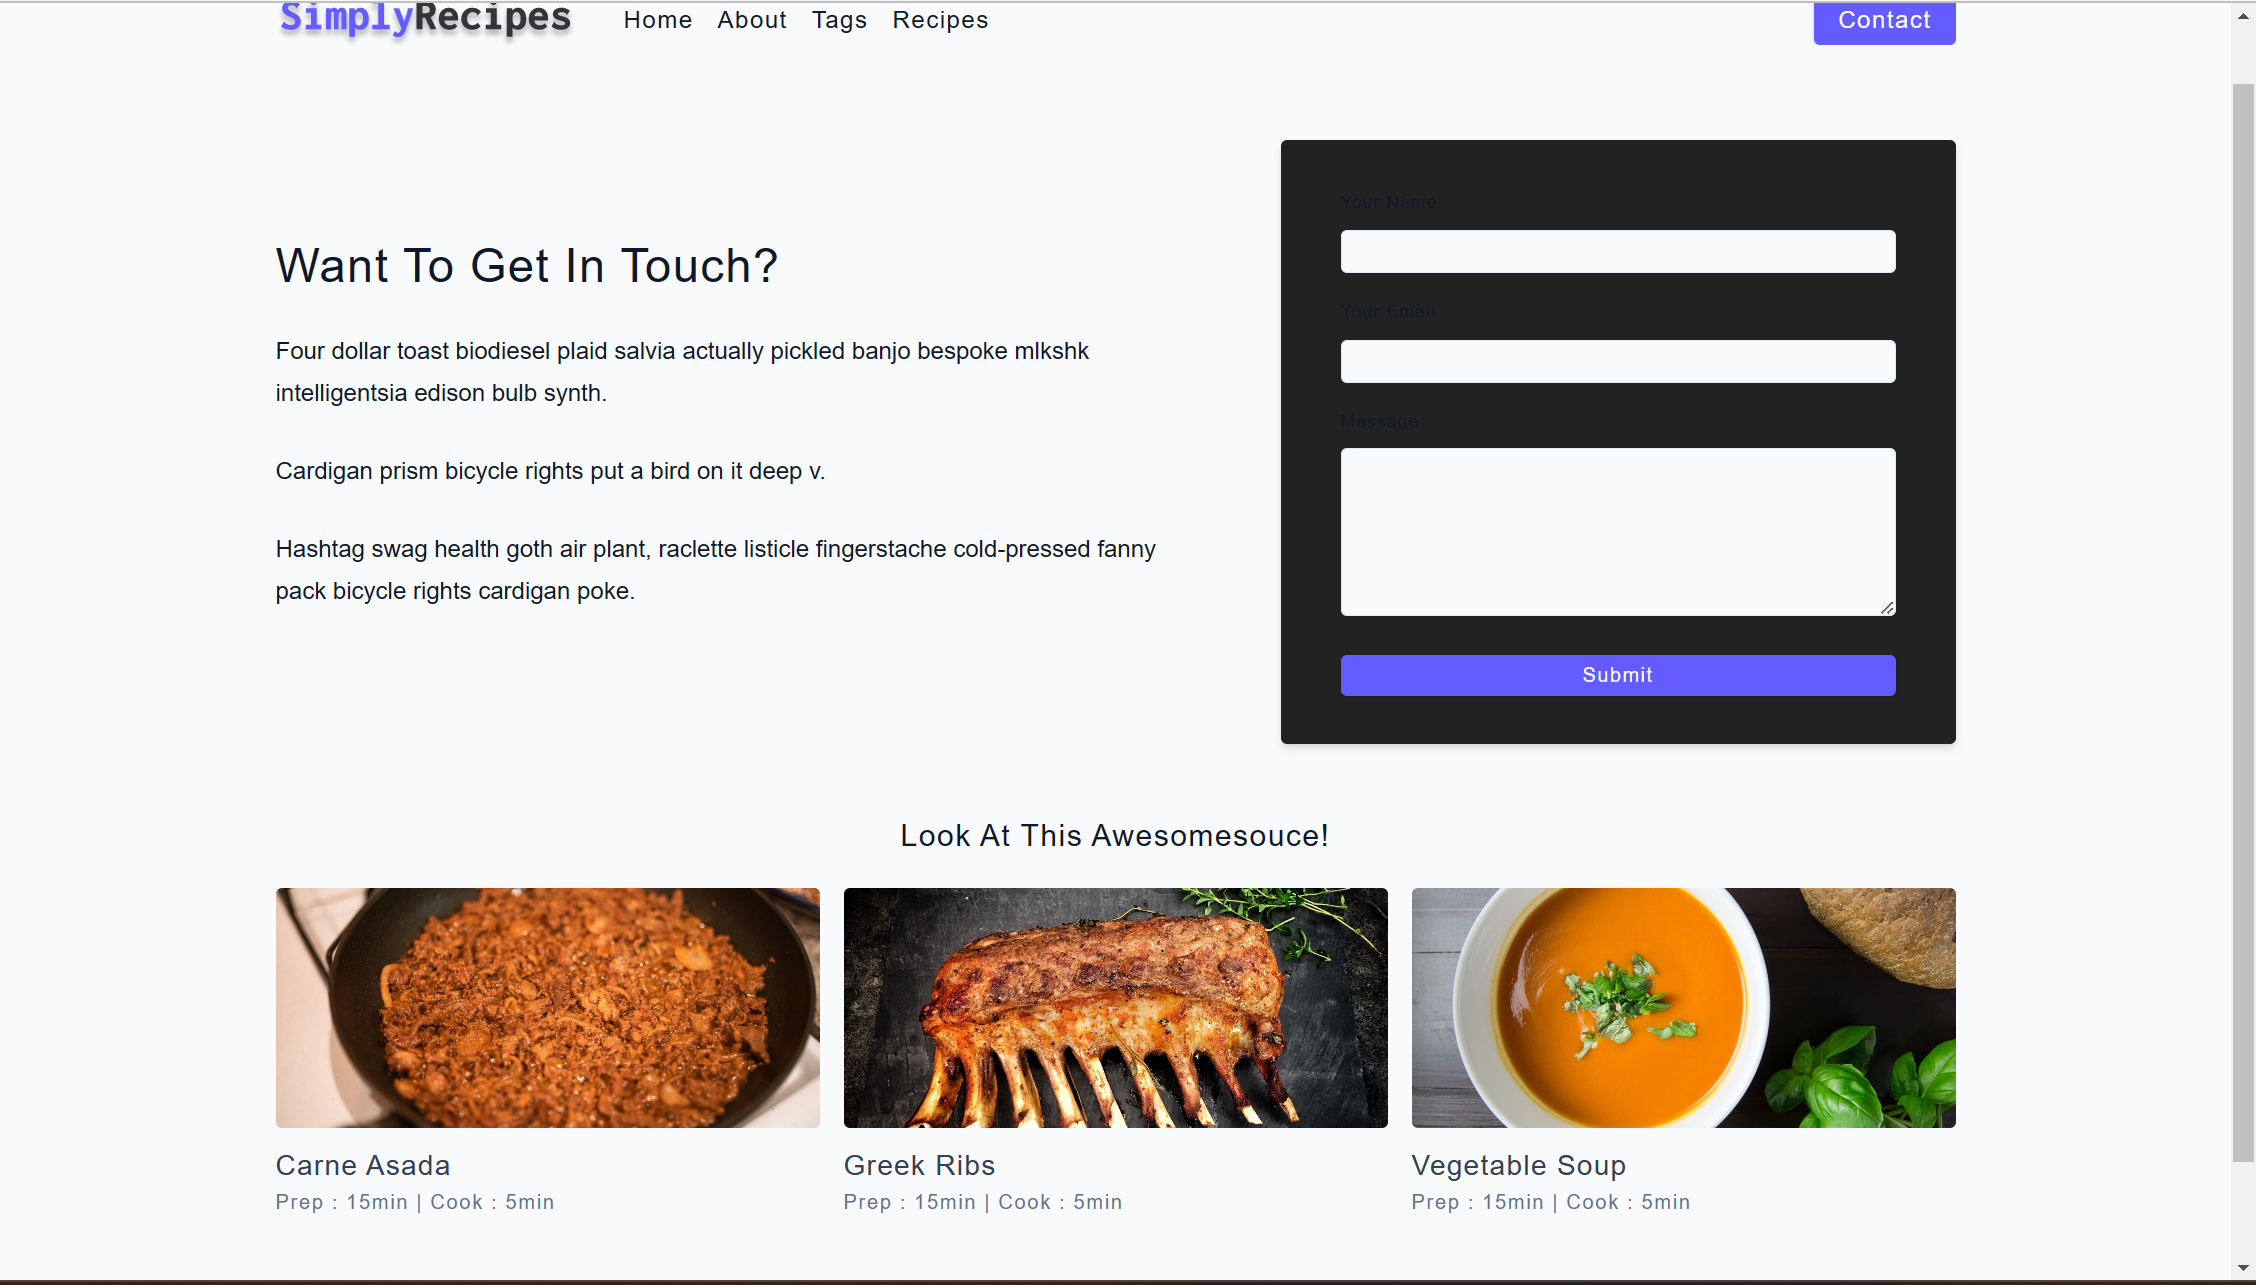 SimplyRecipes
Home About Tags Recipes
Contact
Want To Get In Touch?
Four dollar toast biodiesel plaid salvia actually pickled banjo bespoke mlkshk
intelligentsia edison bulb synth.
Cardigan prism bicycle rights put a bird on it deep v.
Hashtag swag health goth air plant, raclette listicle fingerstache cold-pressed fanny
pack bicycle rights cardigan poke.
Your Name
Your Email
Message
Submit
Look At This Awesomesouce!
Carne Asada
Prep : 15min | Cook : 5min
Greek Ribs
Prep : 15min | Cook : 5min
Vegetable Soup
Prep : 15min | Cook : 5min